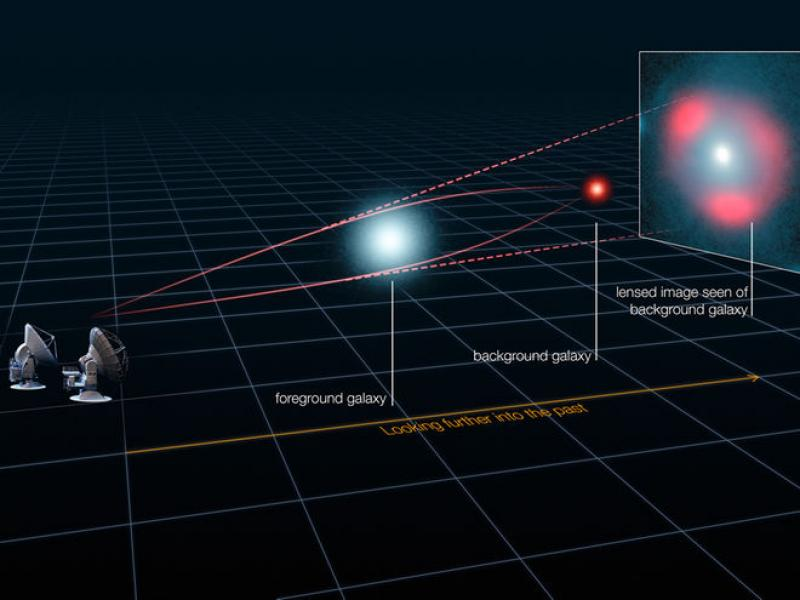 lensed image seen of
background galaxy
background galaxy
foreground galaxy
Looking further into the past